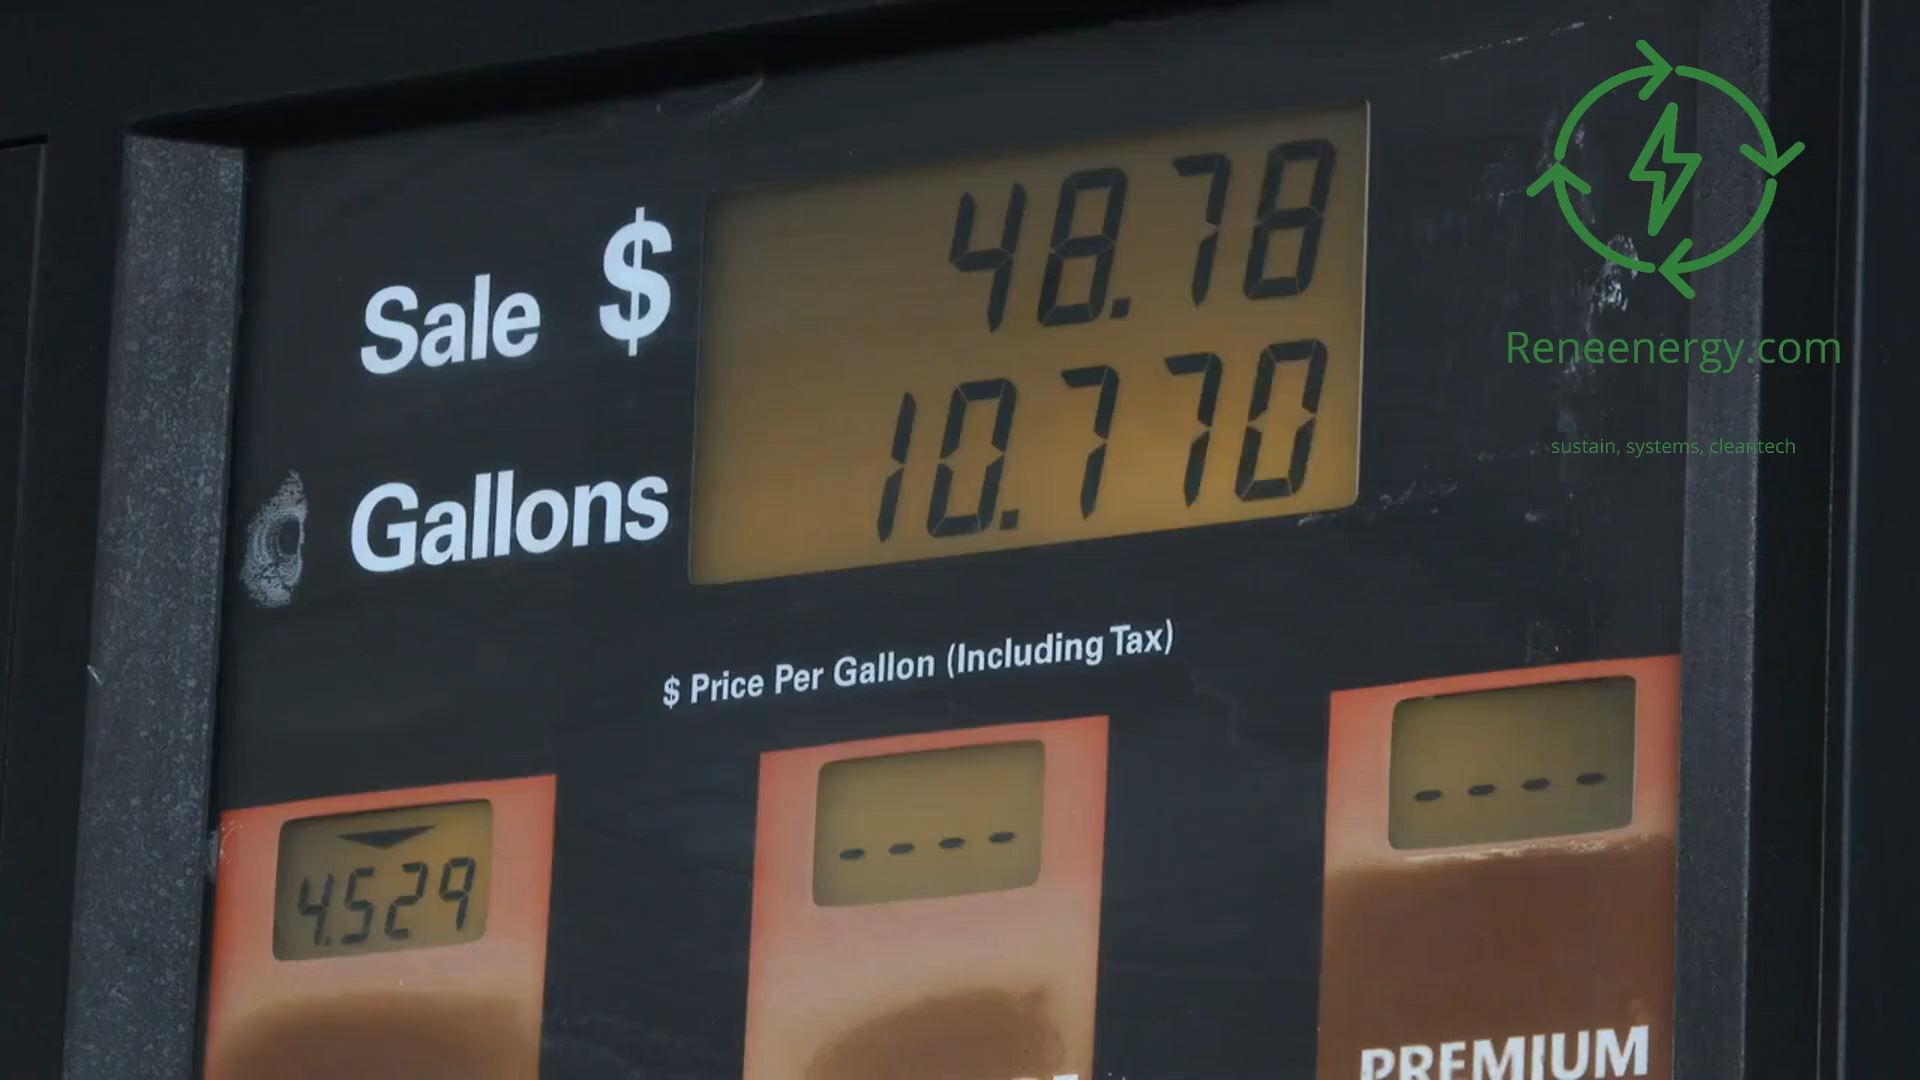 Sale $ 48.78
Gallons 10.770
$ Price Per Gallon (Including Tax)
4.529
- - - -
- - - -
PREMIUM
Reneenergy.com
sustain, systems, cleantech